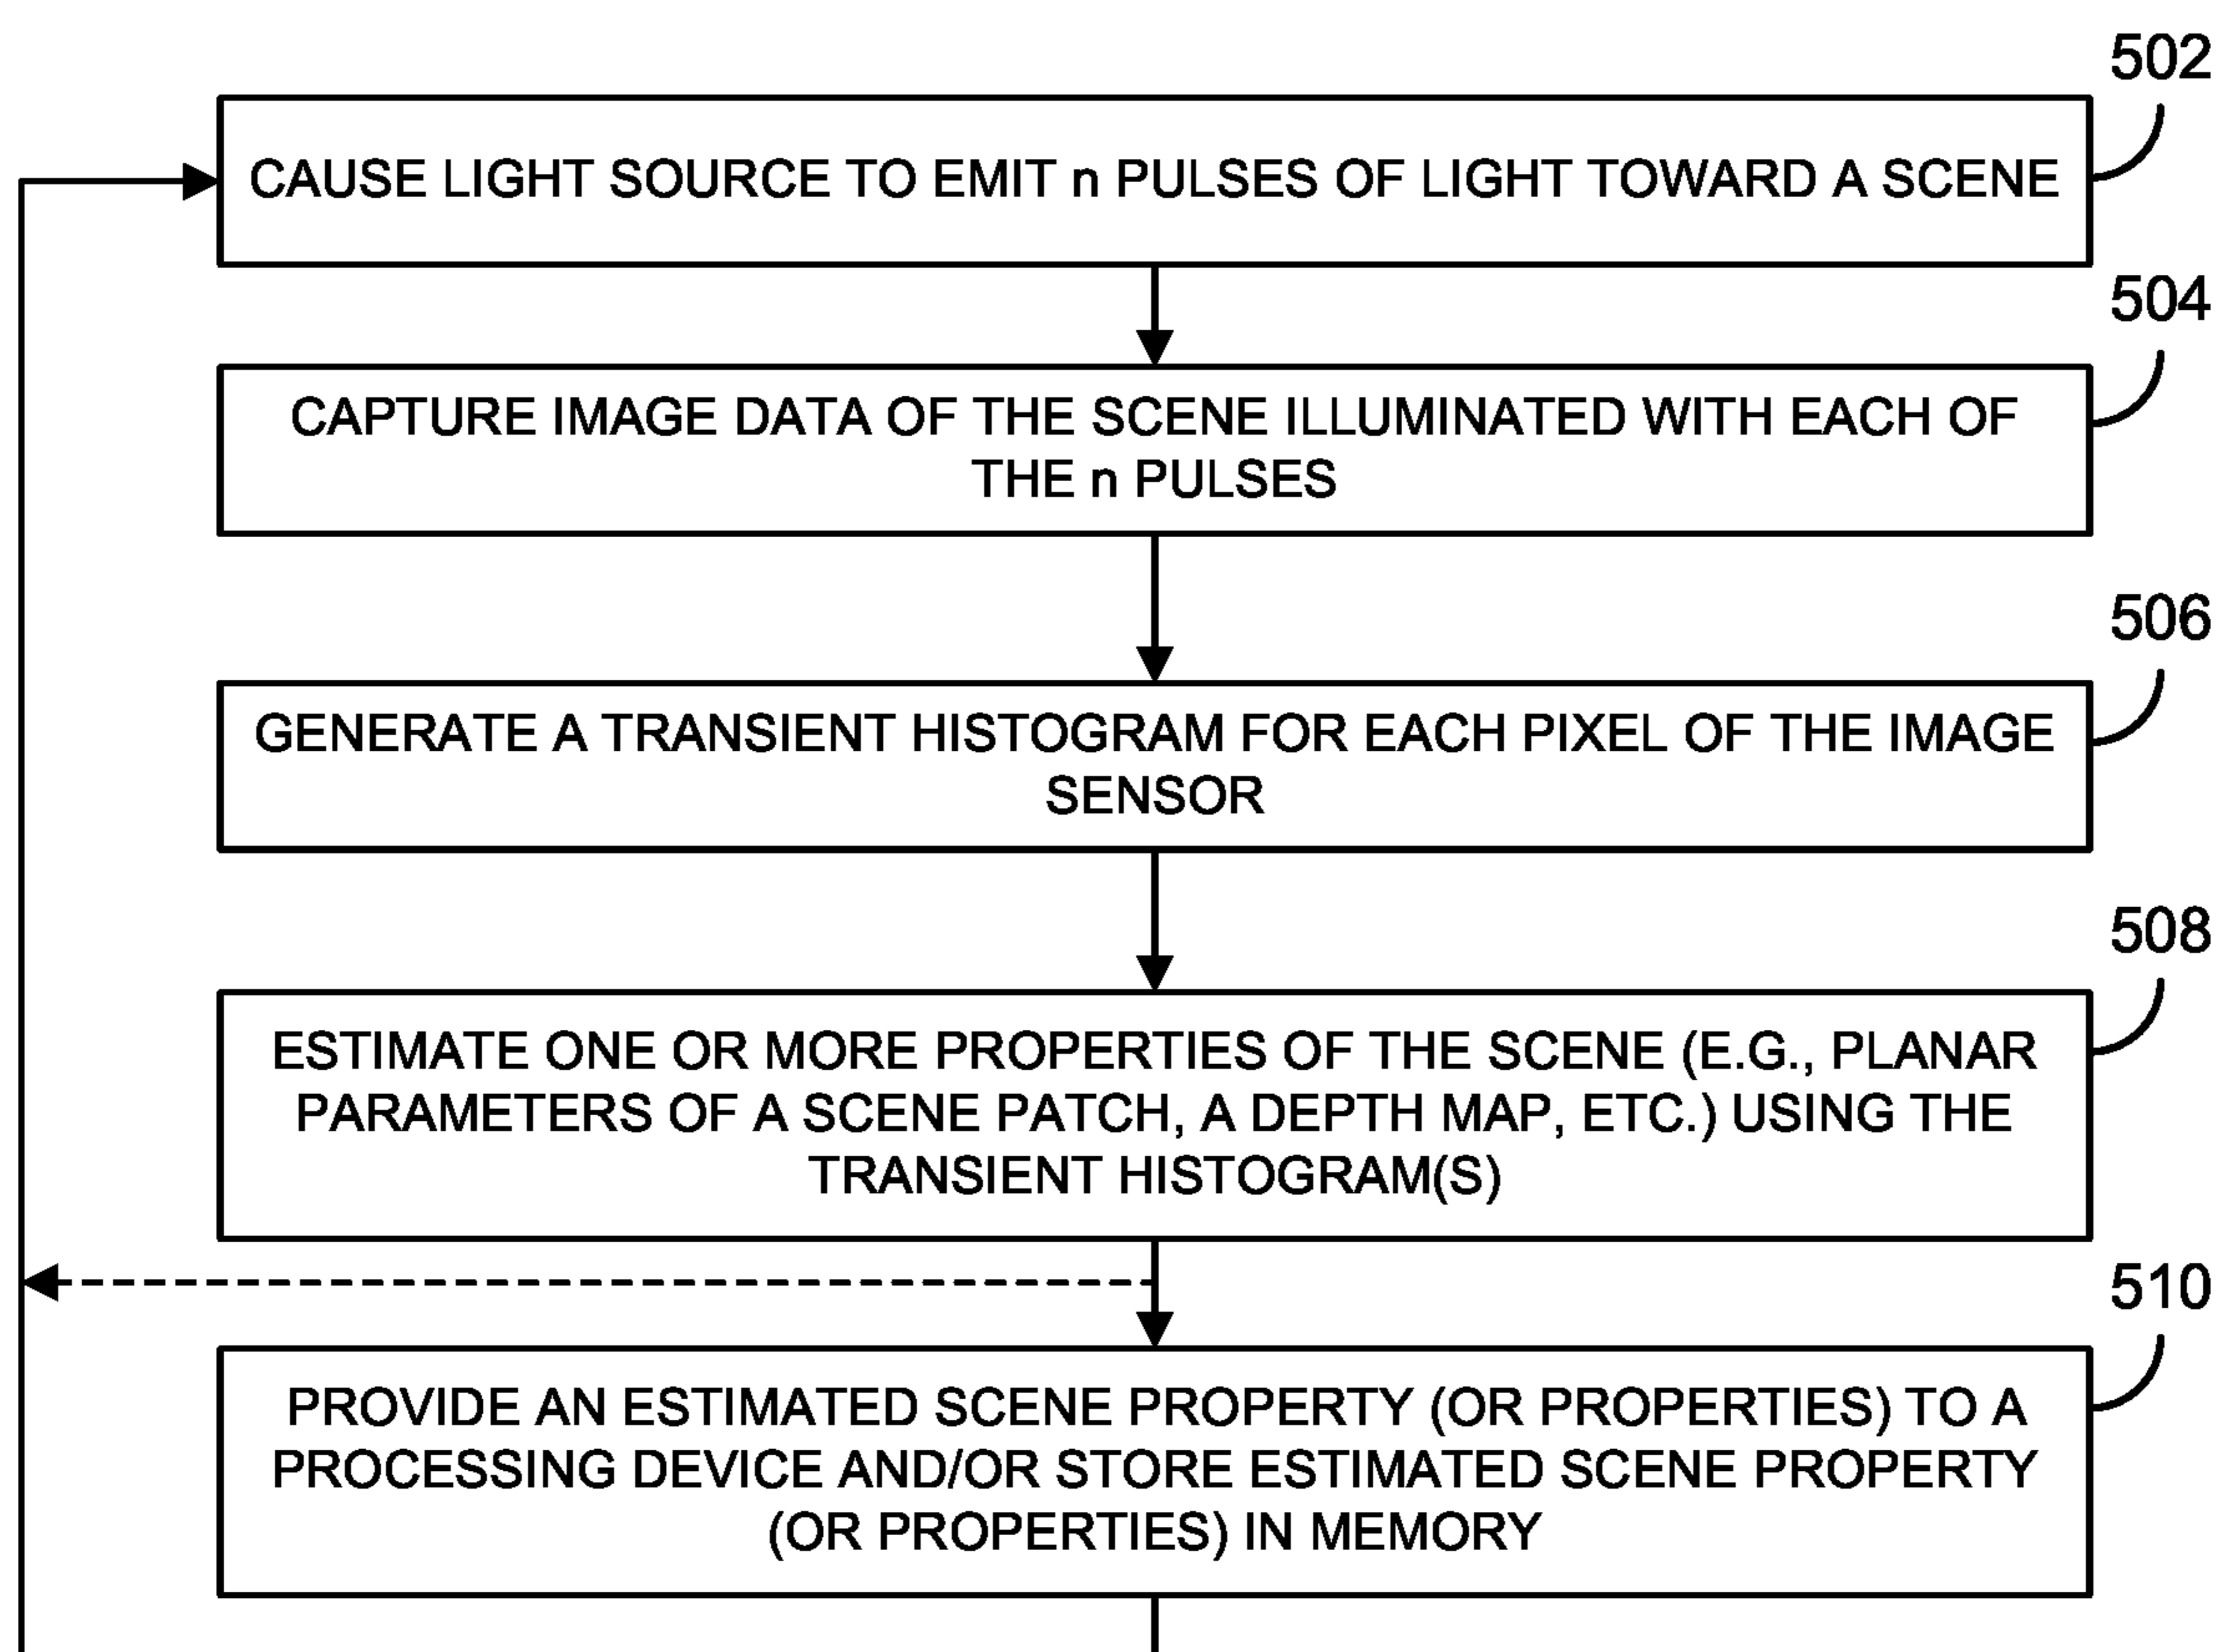 502
CAUSE LIGHT SOURCE TO EMIT n PULSES OF LIGHT TOWARD A SCENE
504
CAPTURE IMAGE DATA OF THE SCENE ILLUMINATED WITH EACH OF
THE n PULSES
506
GENERATE A TRANSIENT HISTOGRAM FOR EACH PIXEL OF THE IMAGE
SENSOR
508
ESTIMATE ONE OR MORE PROPERTIES OF THE SCENE (E.G., PLANAR
PARAMETERS OF A SCENE PATCH, A DEPTH MAP, ETC.) USING THE
TRANSIENT HISTOGRAM(S)
510
PROVIDE AN ESTIMATED SCENE PROPERTY (OR PROPERTIES) TO A
PROCESSING DEVICE AND/OR STORE ESTIMATED SCENE PROPERTY
(OR PROPERTIES) IN MEMORY